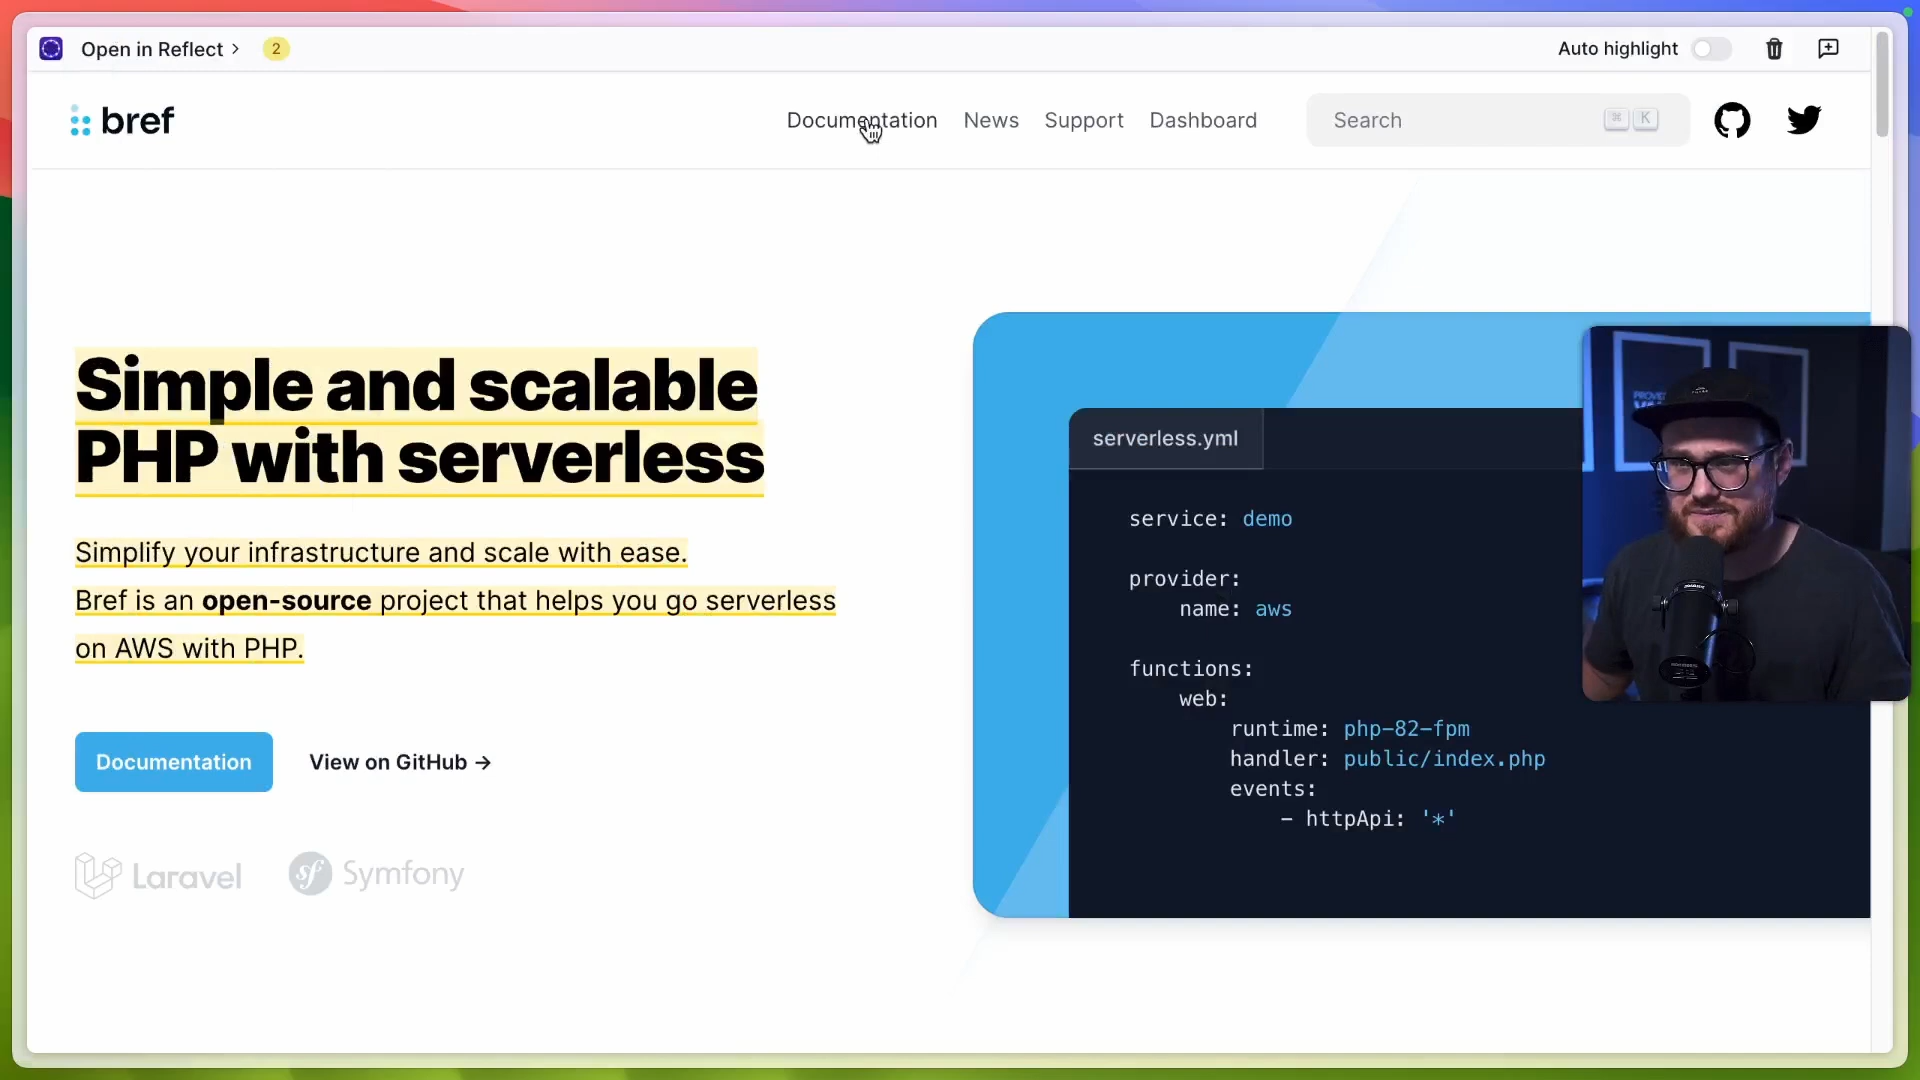 Open in Reflect
2
Auto highlight
bref
Documentation
News
Support
Dashboard
Search
⌘ K
Simple and scalable
PHP with serverless
Simplify your infrastructure and scale with ease.
Bref is an open-source project that helps you go serverless
on AWS with PHP.
Documentation
View on GitHub →
Laravel
sf Symfony
serverless.yml
service: demo
provider:
name: aws
functions:
web:
runtime: php-82-fpm
handler: public/index.php
events:
- httpApi: '*'